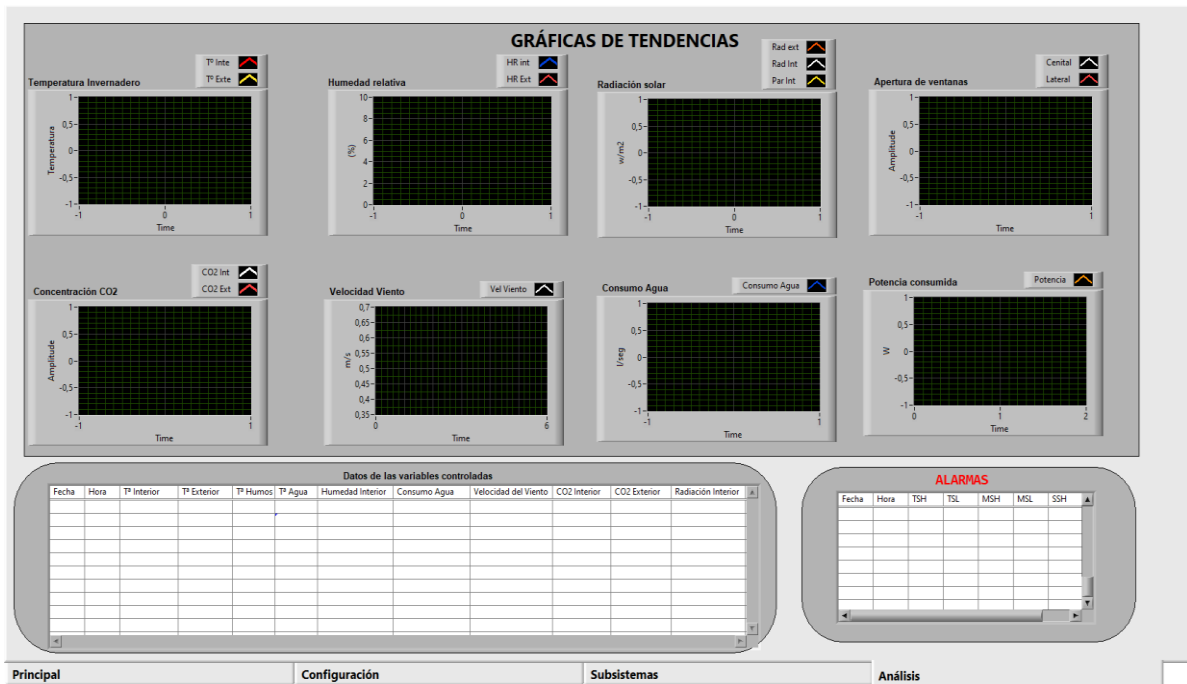 GRÁFICAS DE TENDENCIAS
Temperatura Invernadero
Tº Inte
Tº Exte
Temperatura
1
0,5
0
-0,5
-1
-1 0 1
Time
Humedad relativa
HR int
HR Ext
(%)
10
8
6
4
2
0
-1 0 1
Time
Radiación solar
Rad ext
Rad Int
Par Int
w/m2
1
0,5
0
-0,5
-1
-1 0 1
Time
Apertura de ventanas
Cenital
Lateral
Amplitude
1
0,5
0
-0,5
-1
-1 1
Time
Concentración CO2
CO2 Int
CO2 Ext
Amplitude
1
0,5
0
-0,5
-1
-1 1
Time
Velocidad Viento
Vel Viento
m/s
0,7
0,65
0,6
0,55
0,5
0,45
0,4
0,35
0 6
Time
Consumo Agua
Consumo Agua
l/seg
1
0,5
0
-0,5
-1
-1 1
Time
Potencia consumida
Potencia
W
1
0,5
0
-0,5
-1
0 1 2
Time
Datos de las variables controladas
Fecha Hora Tª Interior Tª Exterior Tª Humos Tª Agua Humedad Interior Consumo Agua Velocidad del Viento CO2 Interior CO2 Exterior Radiación Interior
ALARMAS
Fecha Hora TSH TSL MSH MSL SSH
Principal Configuración Subsistemas Análisis